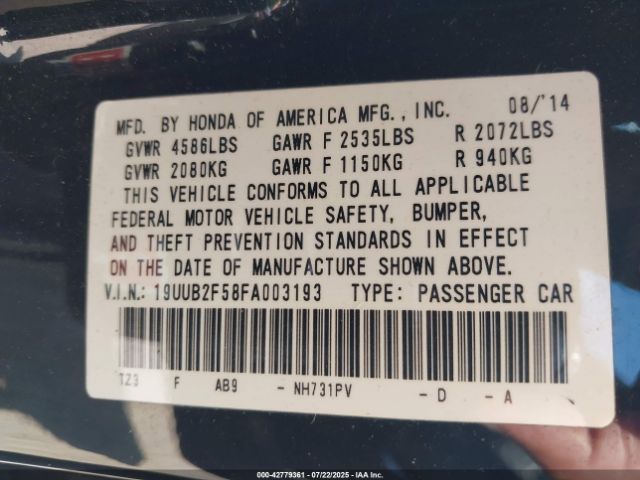 MFD. BY HONDA OF AMERICA MFG., INC. 08/'14
GVWR 4586LBS GAWR F 2535LBS R 2072LBS
GVWR 2080KG GAWR F 1150KG R 940KG
THIS VEHICLE CONFORMS TO ALL APPLICABLE
FEDERAL MOTOR VEHICLE SAFETY, BUMPER,
AND THEFT PREVENTION STANDARDS IN EFFECT
ON THE DATE OF MANUFACTURE SHOWN ABOVE.
V.I.N.: 19UUB2F58FA003193 TYPE: PASSENGER CAR
TZ3 F AB9 - NH731PV - D - A
000-42779361 | 07/22/2025 - IAA, Inc.